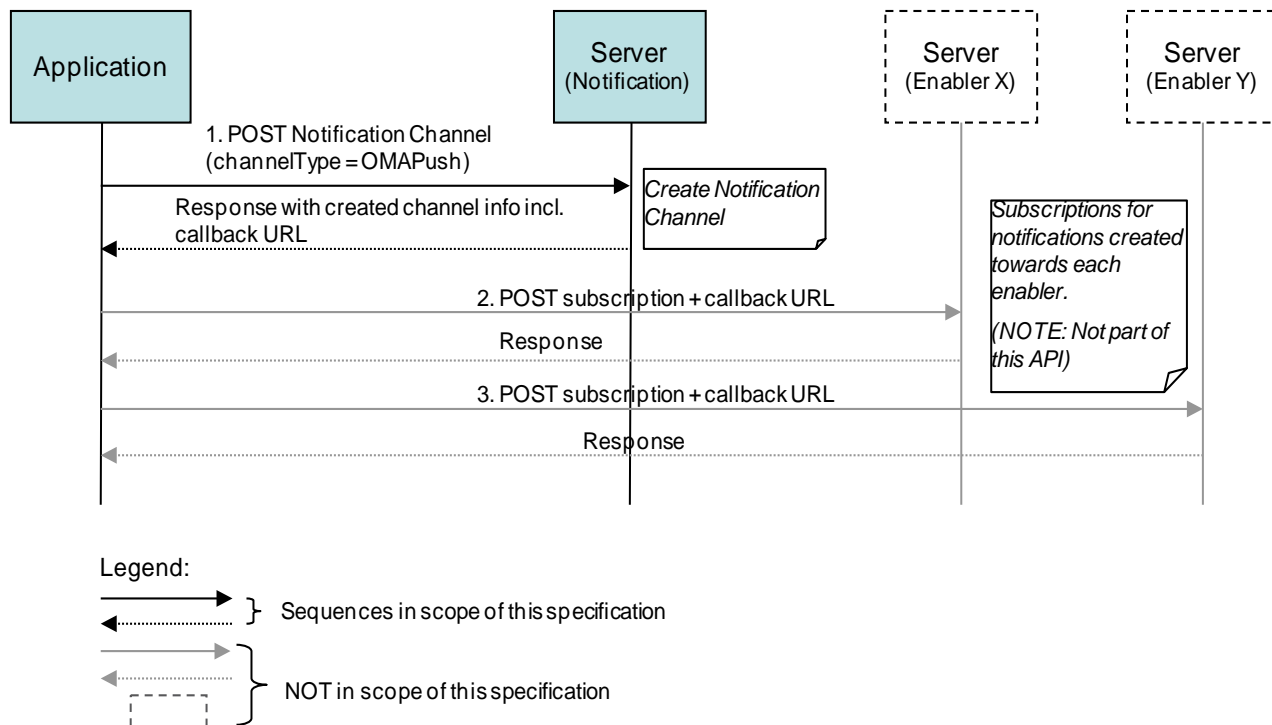 Application
Server
(Notification)
Server
(Enabler X)
Server
(Enabler Y)
1. POST Notification Channel
(channelType = OMAPush)
Create Notification
Channel
Response with created channel info incl.
callback URL
Subscriptions for
notifications created
towards each
enabler.
(NOTE: Not part of
this API)
2. POST subscription + callback URL
Response
3. POST subscription + callback URL
Response
Legend:
Sequences in scope of this specification
NOT in scope of this specification